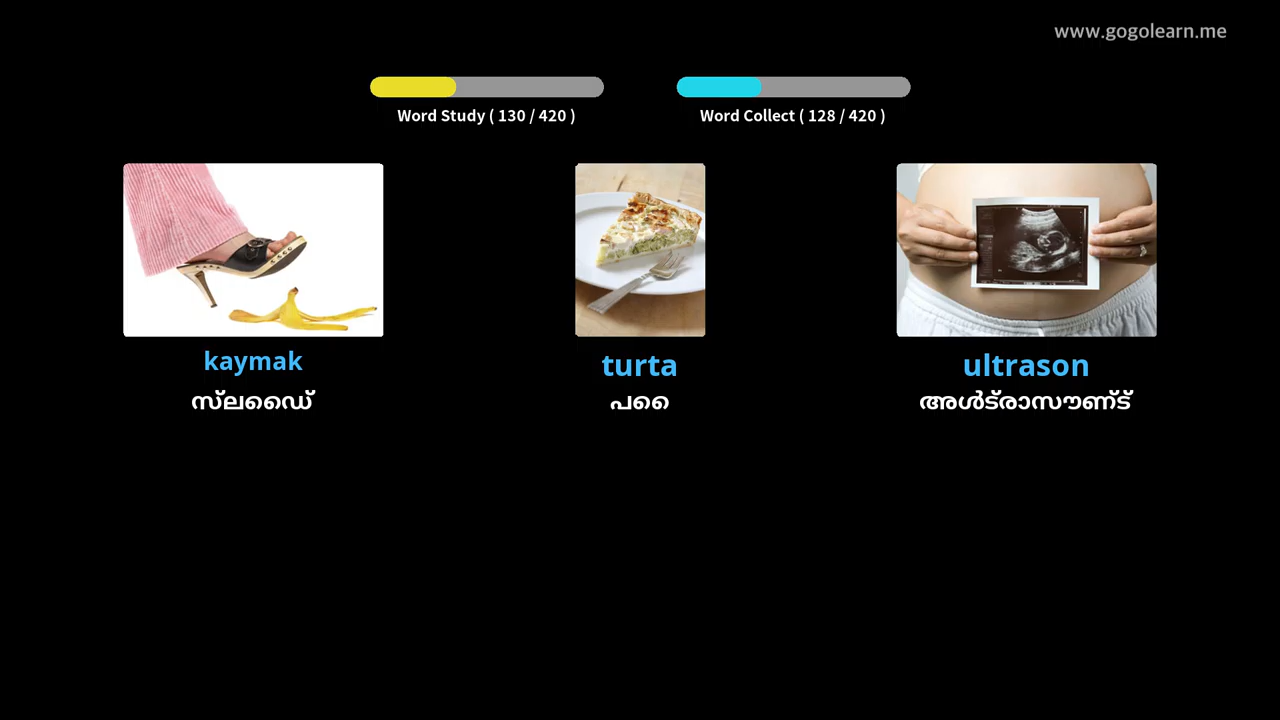 www.gogolearn.me
Word Study ( 130 / 420 )
Word Collect ( 128 / 420 )
kaymak
turta
ultrason
സ്ലൈഡ്
പൈ
അൾട്രാസൗണ്ട്